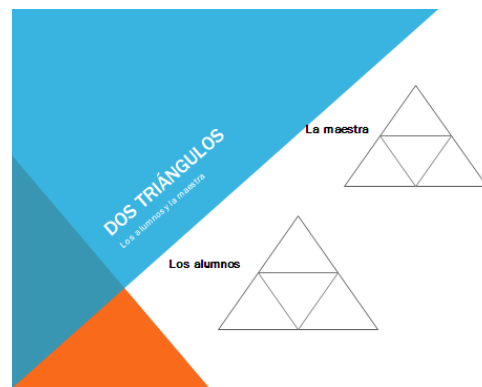 DOS TRIÁNGULOS
Los alumnos y la maestra
La maestra
Los alumnos